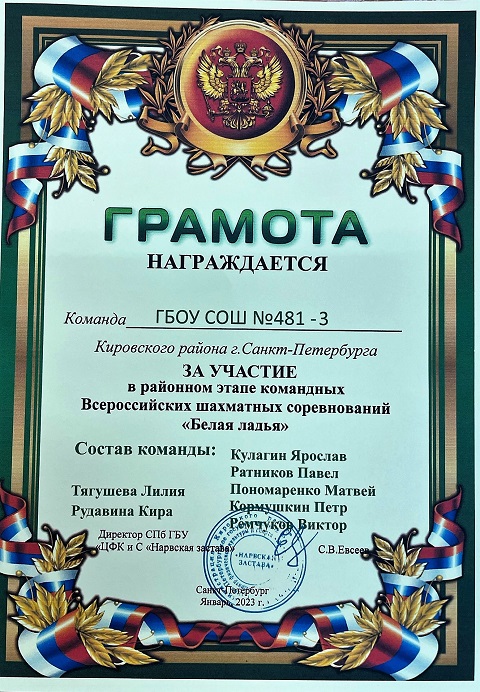 ГРАМОТА
НАГРАЖДАЕТСЯ
Команда ГБОУ СОШ №481 -3
Кировского района г.Санкт-Петербурга
ЗА УЧАСТИЕ
в районном этапе командных
Всероссийских шахматных соревнований
«Белая ладья»
Состав команды:
Кулагин Ярослав
Ратников Павел
Тягушева Лилия Пономаренко Матвей
Рудавина Кира Кормушкин Петр
Ремчуков Виктор
Директор СПб ГБУ
«ЦФК и С «Нарвская застава» С.В.Евсеев
«НАРВСКАЯ
ЗАСТАВА»
Санкт-Петербург
Январь, 2023 г.